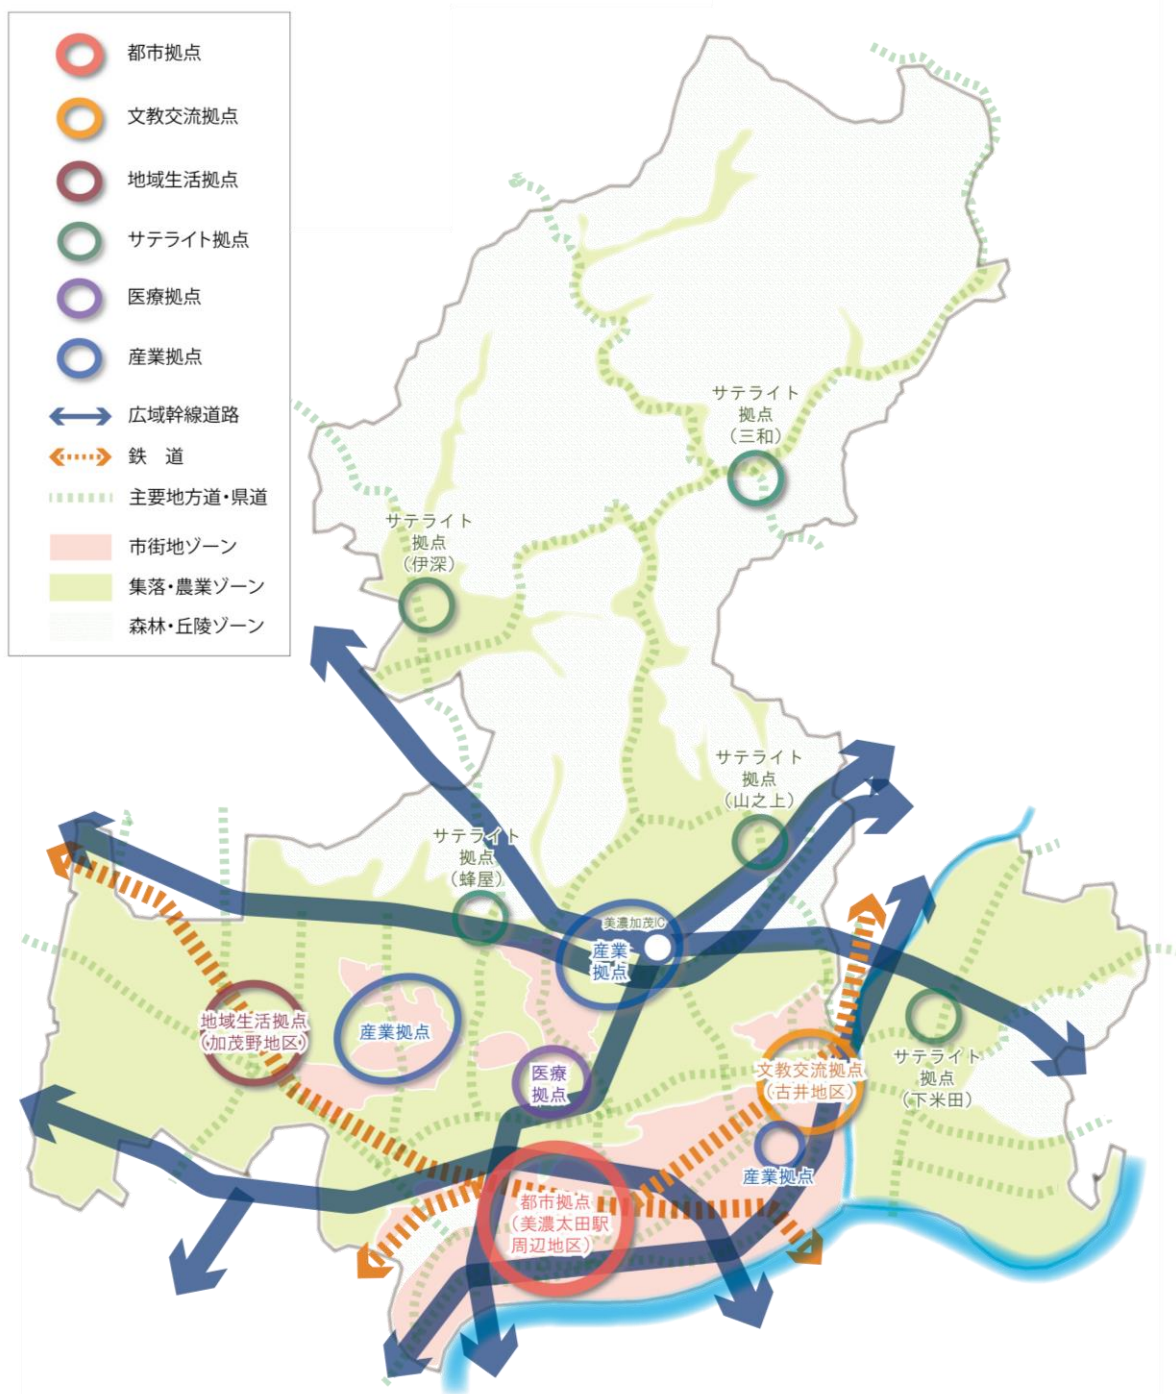 都市拠点
文教交流拠点
地域生活拠点
サテライト拠点
医療拠点
産業拠点
広域幹線道路
鉄　道
主要地方道・県道
市街地ゾーン
集落・農業ゾーン
森林・丘陵ゾーン
サテライト
拠点
（三和）
サテライト
拠点
（伊深）
サテライト
拠点
（山之上）
サテライト
拠点
（蜂屋）
美濃加茂IC
産業
拠点
地域生活拠点
（加茂野地区）
産業拠点
医療
拠点
文教交流拠点
（古井地区）
サテライト
拠点
（下米田）
産業拠点
都市拠点
（美濃太田駅
周辺地区）